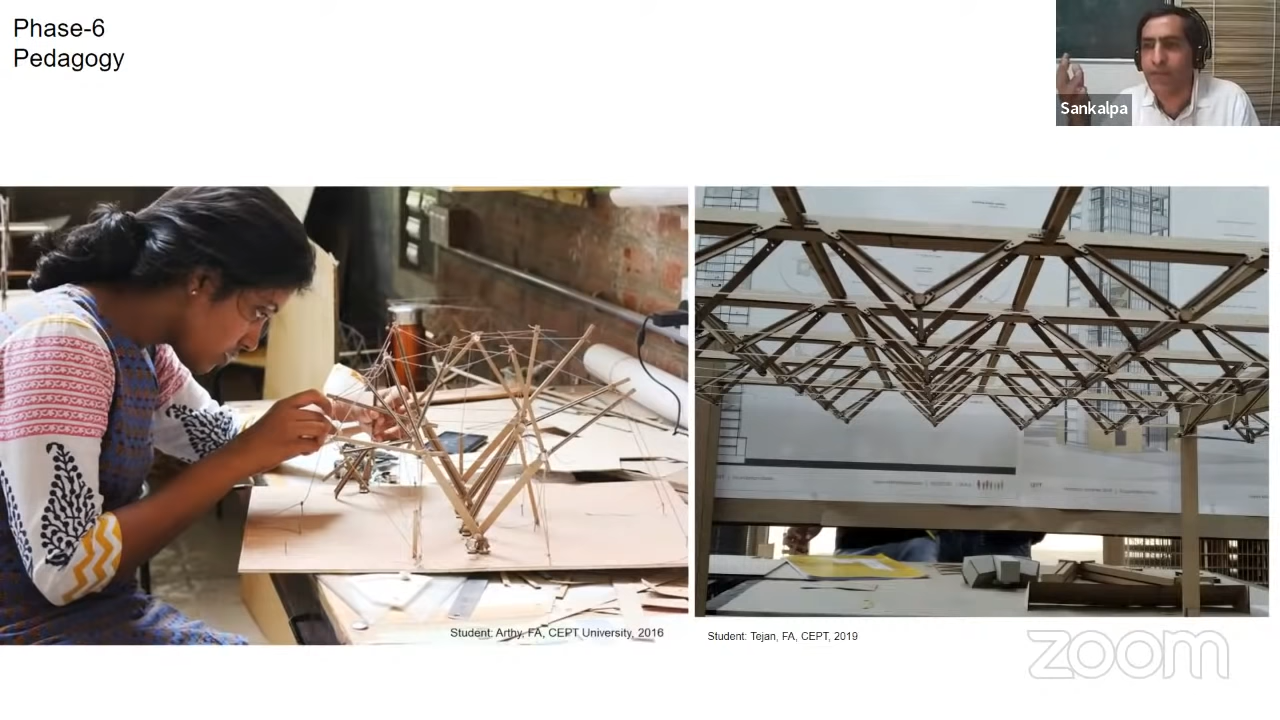 Phase-6
Pedagogy
Sankalpa
Student: Arthy, FA, CEPT University, 2016
Student: Tejan, FA, CEPT, 2019
zoom